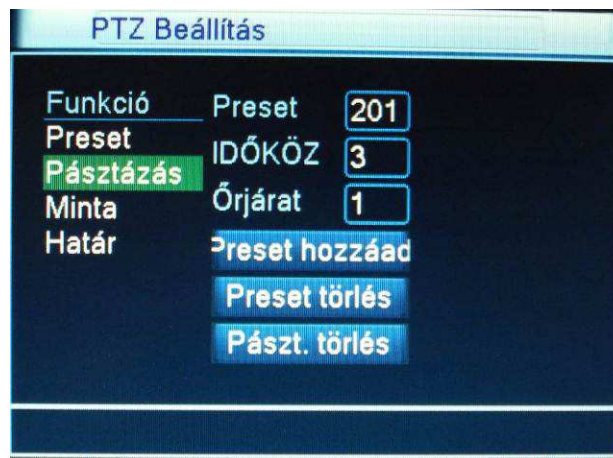 PTZ Beállítás
Funkció
Preset
Pásztázás
Minta
Határ
Preset 201
IDŐKÖZ 3
Őrjárat 1
Preset hozzáad
Preset törlés
Pászt. törlés